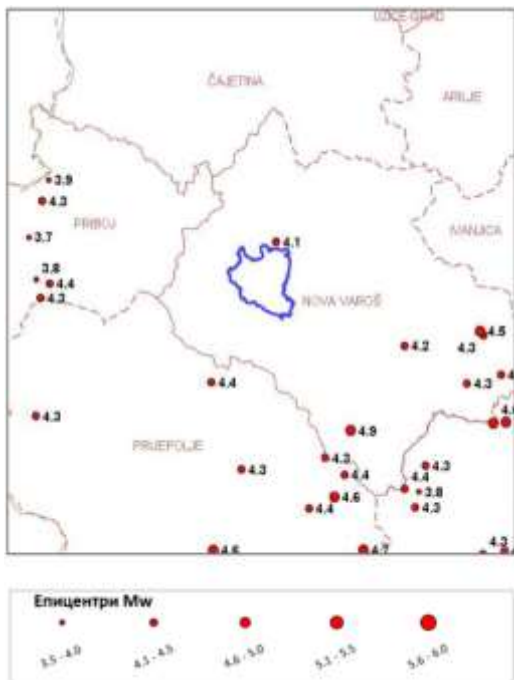 UŽICE GRAD
ČAJETINA
ARILJE
3.9
4.3
PRIBOJ
IVANJICA
3.7
4.1
3.8
4.4
4.3
NOVA VAROŠ
4.5
4.3
4.2
4.4
4.3
4.3
4.9
PRIJEPOLJE
4.3
4.3
4.3
4.4
4.4
3.8
4.6
4.3
4.4
4.3
4.6
4.7
Епицентри Mw
3.5 - 4.0
4.1 - 4.5
4.6 - 5.0
5.1 - 5.5
5.6 - 6.0